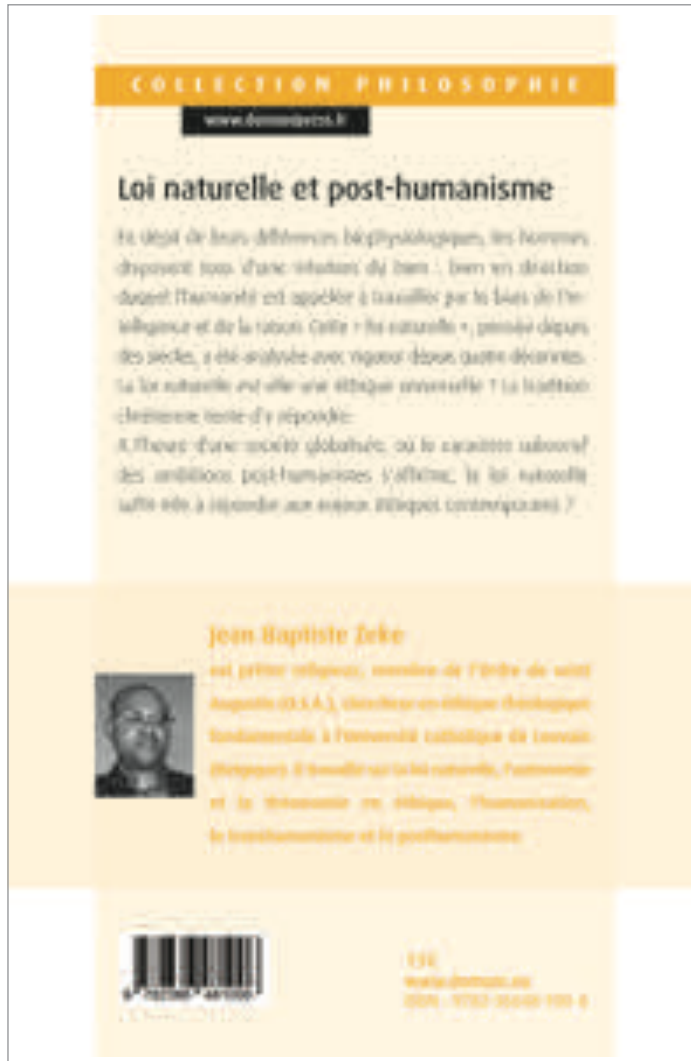 COLLECTION PHILOSOPHIE
Loi naturelle et post-humanisme
En dépit de leurs différences biophysiologiques, les hommes
disposent tous d'une intuition du bien : bien en direction
duquel l'humanité est appelée à travailler par le biais de l'in-
telligence et de la raison. Cette « loi naturelle », pensée depuis
des siècles, a été analysée avec vigueur depuis quatre décennies.
La loi naturelle est-elle une éthique universelle ? La tradition
chrétienne tente d'y répondre.
À l'heure d'une société globalisée, où le caractère subversif
des ambitions post-humanistes s'affirme, la loi naturelle
suffit-elle à répondre aux enjeux éthiques contemporains ?
Jean Baptiste Zeke
est prêtre religieux, membre de l'Ordre de saint
Augustin (O.S.A.), chercheur en éthique théologique
fondamentale à l'Université catholique de Louvain
(Belgique). Il travaille sur la loi naturelle, l'autonomie
et la théonomie en éthique, l'humanisation,
le transhumanisme et le posthumanisme.